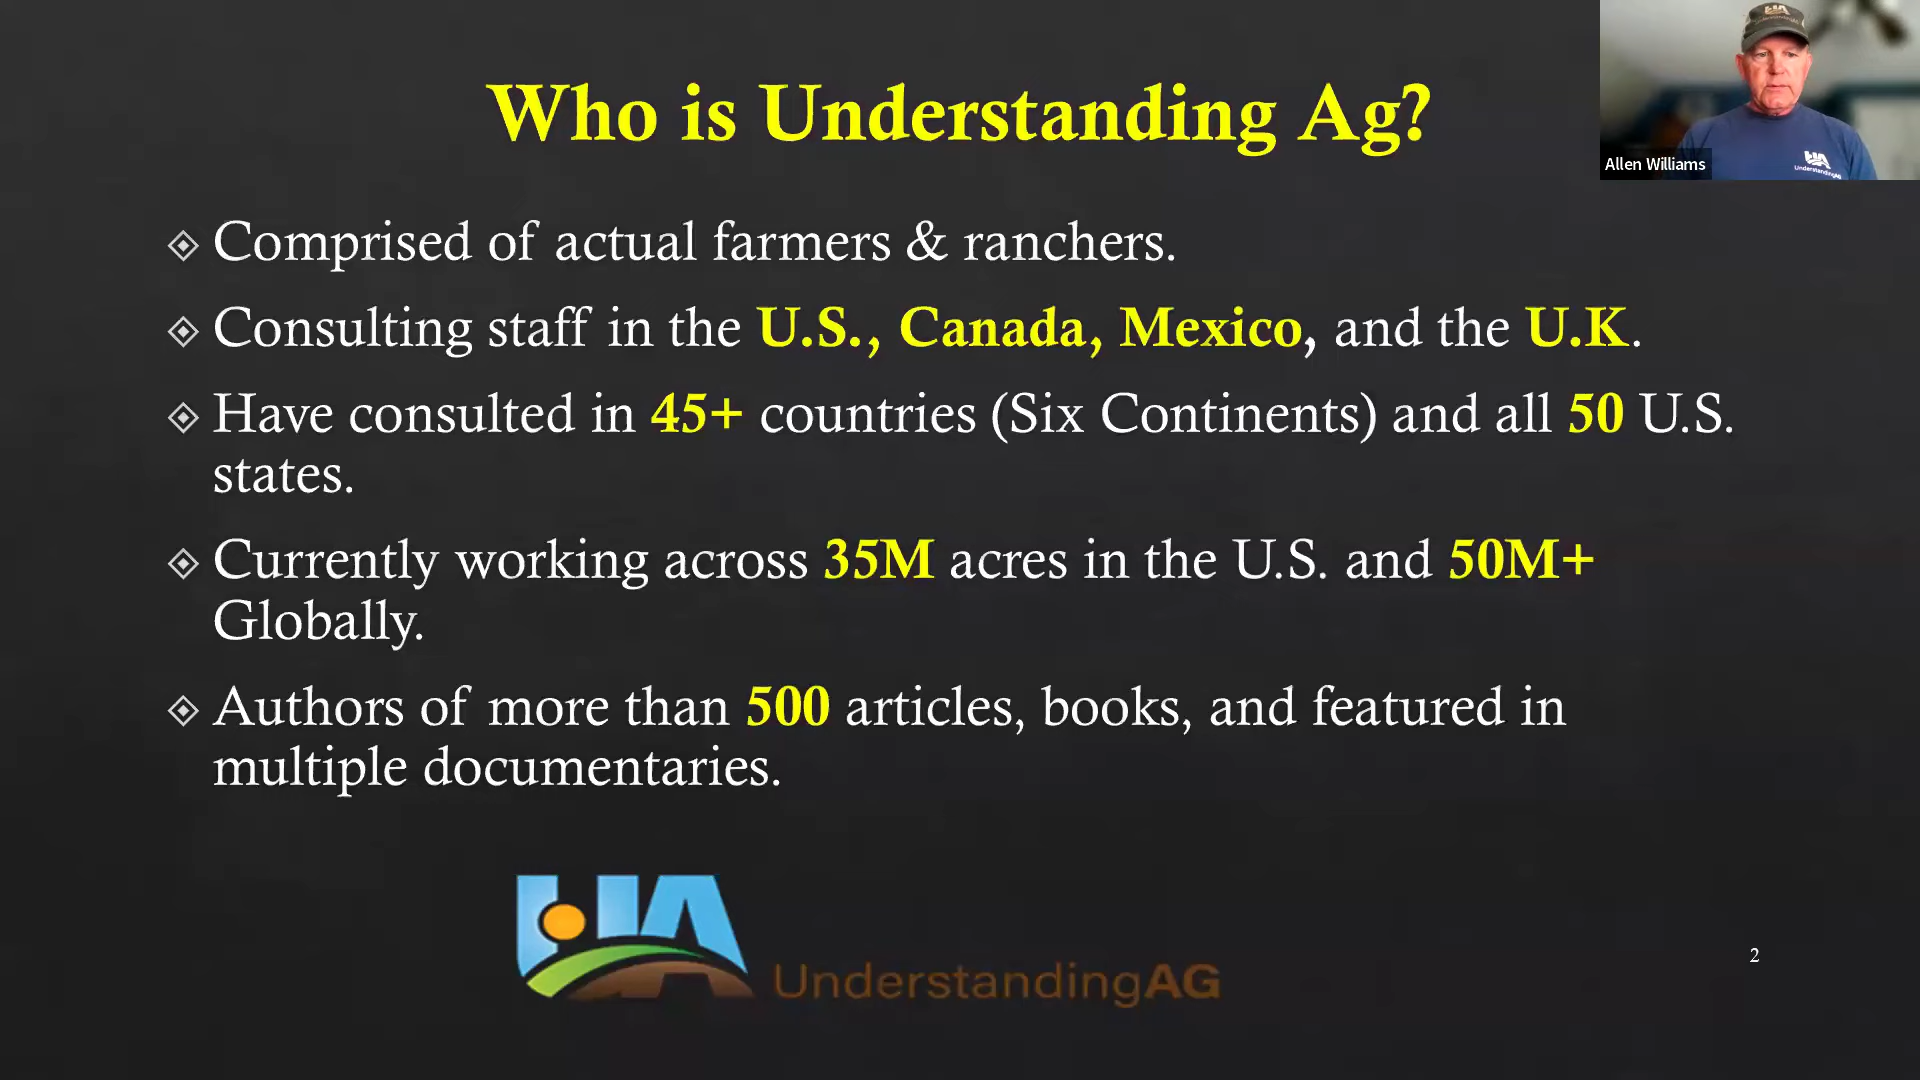 Who is Understanding Ag?
Allen Williams
UnderstandingAG
Comprised of actual farmers & ranchers.
Consulting staff in the U.S., Canada, Mexico, and the U.K.
Have consulted in 45+ countries (Six Continents) and all 50 U.S.
states.
Currently working across 35M acres in the U.S. and 50M+
Globally.
Authors of more than 500 articles, books, and featured in
multiple documentaries.
UA
UnderstandingAG
2